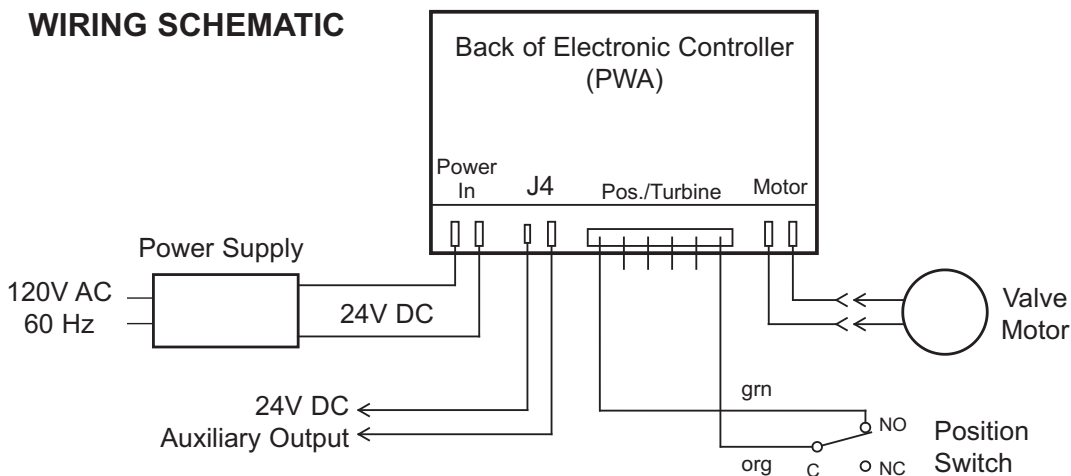 WIRING SCHEMATIC
Back of Electronic Controller
(PWA)
Power
In
J4
Pos./Turbine
Motor
Power Supply
120V AC
60 Hz
24V DC
Valve
Motor
24V DC
Auxiliary Output
grn
org
NO
C
NC
Position
Switch